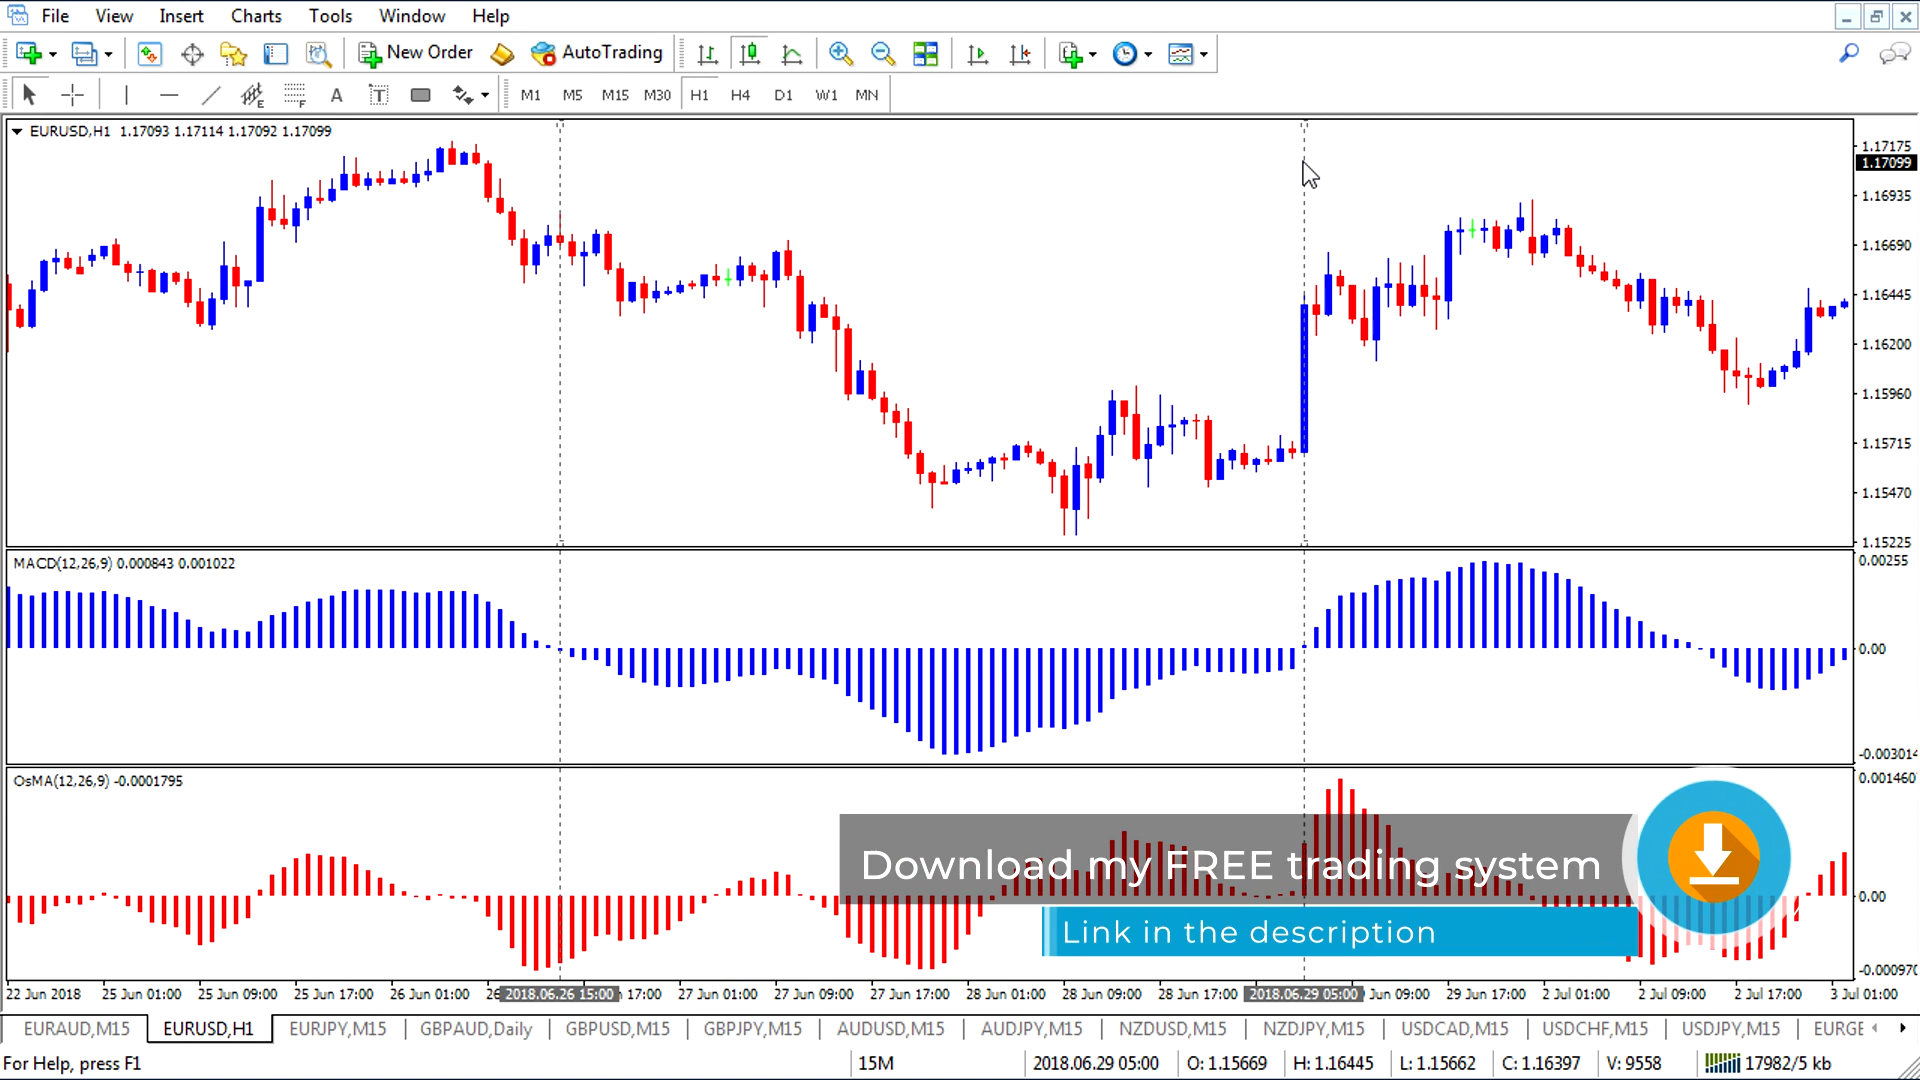 File View Insert Charts Tools Window Help
New Order AutoTrading
A T M1 M5 M15 M30 H1 H4 D1 W1 MN
EURUSD,H1 1.17093 1.17114 1.17092 1.17099
1.17175
1.17099
1.16935
1.16690
1.16445
1.16200
1.15960
1.15715
1.15470
1.15225
MACD(12,26,9) 0.000843 0.001022
0.00255
0.00
-0.003014
OsMA(12,26,9) -0.0001795
0.001460
Download my FREE trading system
0.00
Link in the description
-0.000970
22 Jun 2018 25 Jun 01:00 25 Jun 09:00 25 Jun 17:00 26 Jun 01:00 26 2018.06.26 15:00 17:00 27 Jun 01:00 27 Jun 09:00 27 Jun 17:00 28 Jun 01:00 28 Jun 09:00 28 Jun 17:00 2018.06.29 05:00 Jun 09:00 29 Jun 17:00 2 Jul 01:00 2 Jul 09:00 2 Jul 17:00 3 Jul 01:00
EURAUD,M15 EURUSD,H1 EURJPY,M15 GBPAUD,Daily GBPUSD,M15 GBPJPY,M15 AUDUSD,M15 AUDJPY,M15 NZDUSD,M15 NZDJPY,M15 USDCAD,M15 USDCHF,M15 USDJPY,M15 EURGE
For Help, press F1 15M 2018.06.29 05:00 O: 1.15669 H: 1.16445 L: 1.15662 C: 1.16397 V: 9558 17982/5 kb